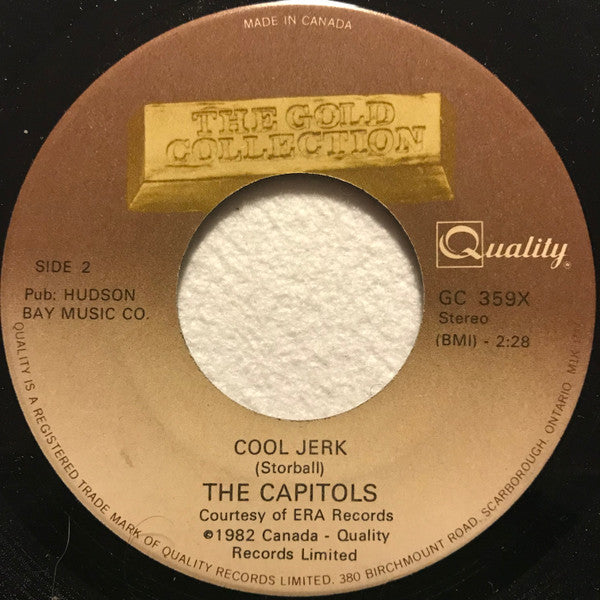 MADE IN CANADA
THE GOLD
COLLECTION
Quality
SIDE 2
Pub: HUDSON
BAY MUSIC CO.
GC 359X
Stereo
(BMI) - 2:28
COOL JERK
(Storball)
THE CAPITOLS
Courtesy of ERA Records
©1982 Canada - Quality
Records Limited
QUALITY IS A REGISTERED TRADE MARK OF QUALITY RECORDS LIMITED. 380 BIRCHMOUNT ROAD, SCARBOROUGH, ONTARIO M1K